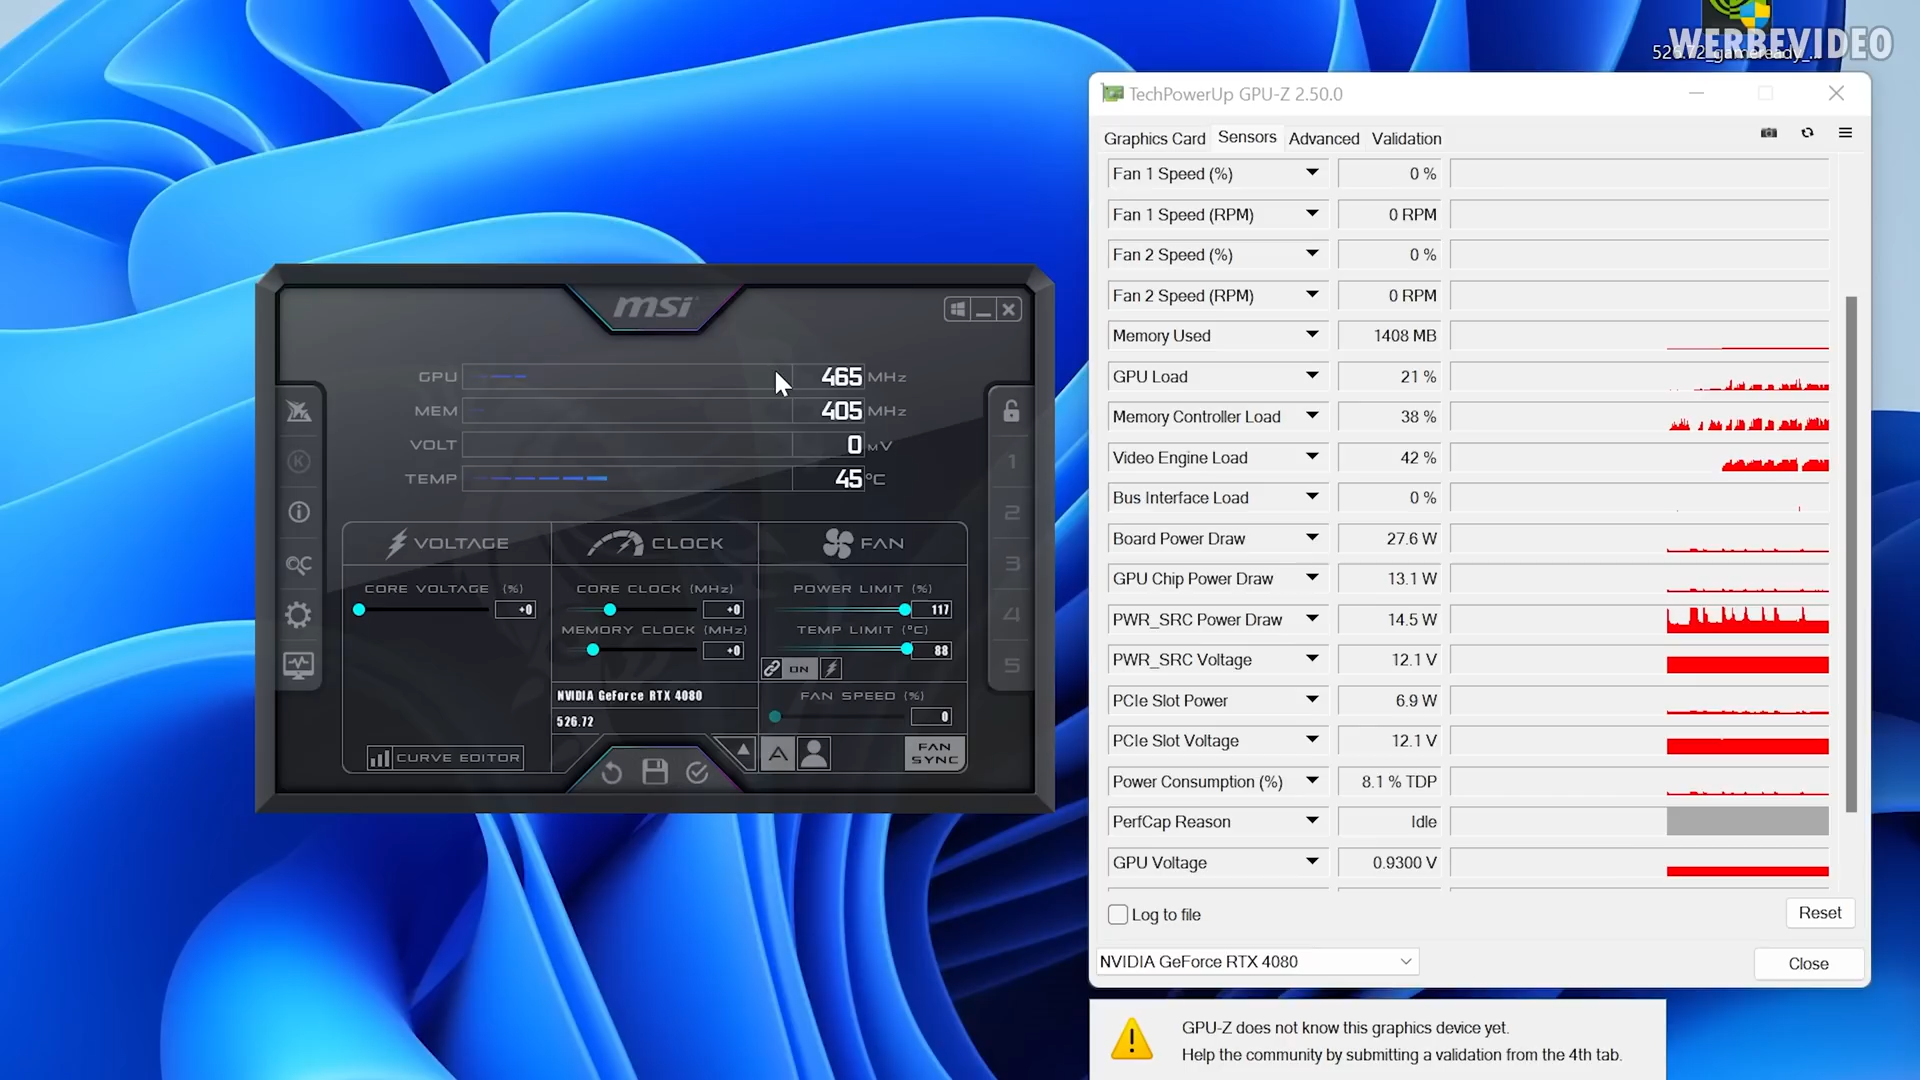 WERBEVIDEO
526.72_gameready_...
TechPowerUp GPU-Z 2.50.0
Graphics Card Sensors Advanced Validation
Fan 1 Speed (%) 0 %
Fan 1 Speed (RPM) 0 RPM
Fan 2 Speed (%) 0 %
Fan 2 Speed (RPM) 0 RPM
Memory Used 1408 MB
GPU Load 21 %
Memory Controller Load 38 %
Video Engine Load 42 %
Bus Interface Load 0 %
Board Power Draw 27.6 W
GPU Chip Power Draw 13.1 W
PWR_SRC Power Draw 14.5 W
PWR_SRC Voltage 12.1 V
PCIe Slot Power 6.9 W
PCIe Slot Voltage 12.1 V
Power Consumption (%) 8.1 % TDP
PerfCap Reason Idle
GPU Voltage 0.9300 V
Log to file
Reset
NVIDIA GeForce RTX 4080
Close
GPU-Z does not know this graphics device yet.
Help the community by submitting a validation from the 4th tab.
msi
GPU 465 MHz
MEM 405 MHz
VOLT 0 MV
TEMP 45 °C
K
OC
1
2
3
4
5
VOLTAGE
CORE VOLTAGE (%)
+0
CURVE EDITOR
CLOCK
CORE CLOCK (MHz)
+0
MEMORY CLOCK (MHz)
+0
NVIDIA GeForce RTX 4080
526.72
FAN
POWER LIMIT (%)
117
TEMP LIMIT (°C)
88
ON
FAN SPEED (%)
0
A
FAN
SYNC